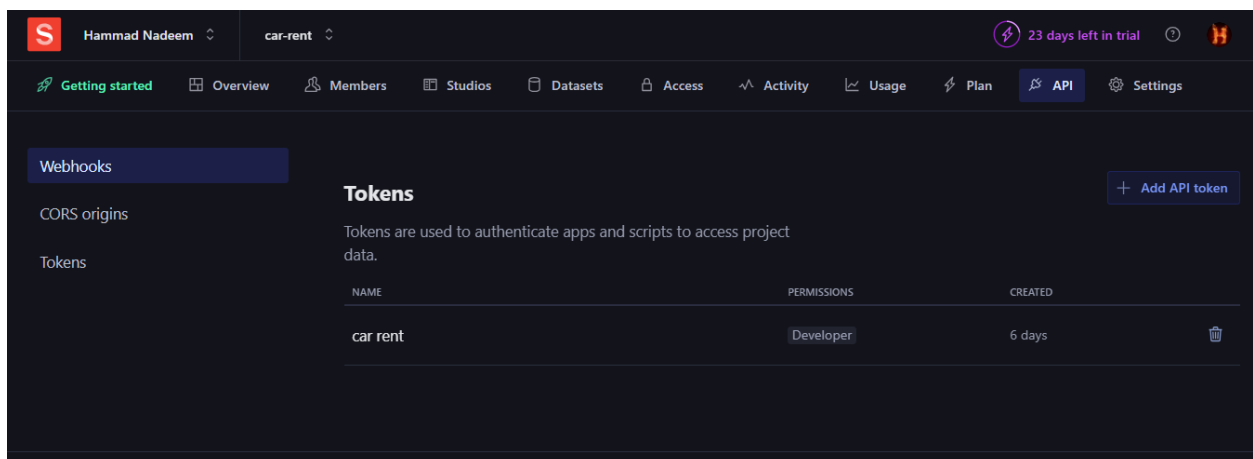 S Hammad Nadeem car-rent 23 days left in trial ?
Getting started Overview Members Studios Datasets Access Activity Usage Plan API Settings
Webhooks
CORS origins
Tokens
Tokens
+ Add API token
Tokens are used to authenticate apps and scripts to access project
data.
NAME PERMISSIONS CREATED
car rent Developer 6 days